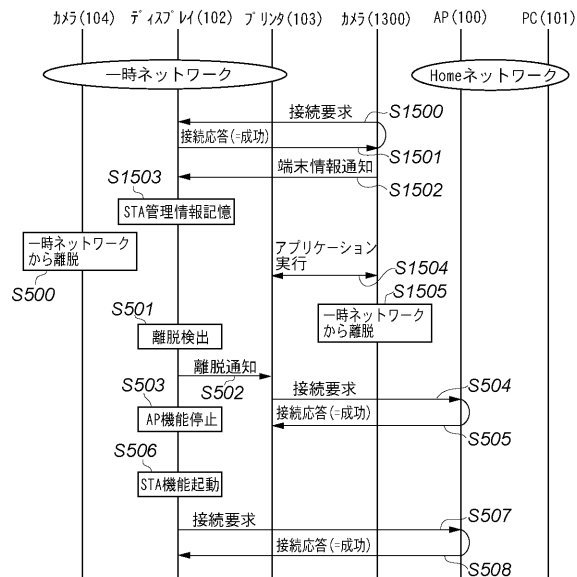 カメラ(104) ディスプレイ(102) プリンタ(103) カメラ(1300) AP(100) PC(101)
一時ネットワーク
Homeネットワーク
接続要求
S1500
接続応答(=成功)
S1501
端末情報通知
S1502
S1503
STA管理情報記憶
一時ネットワーク
から離脱
S500
アプリケーション
実行
S1504
S1505
一時ネットワーク
から離脱
S501
離脱検出
離脱通知
S502
S503
AP機能停止
接続要求
S504
接続応答(=成功)
S505
S506
STA機能起動
接続要求
S507
接続応答(=成功)
S508